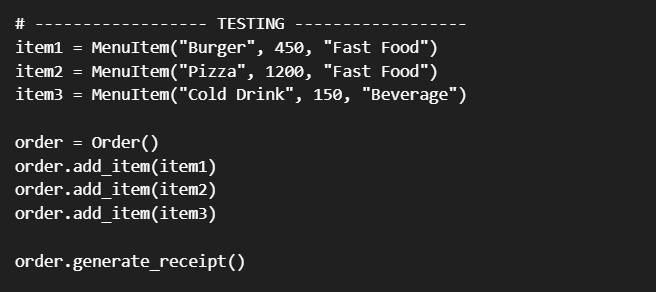 # ------------------ TESTING ------------------
item1 = MenuItem("Burger", 450, "Fast Food")
item2 = MenuItem("Pizza", 1200, "Fast Food")
item3 = MenuItem("Cold Drink", 150, "Beverage")
order = Order()
order.add_item(item1)
order.add_item(item2)
order.add_item(item3)
order.generate_receipt()